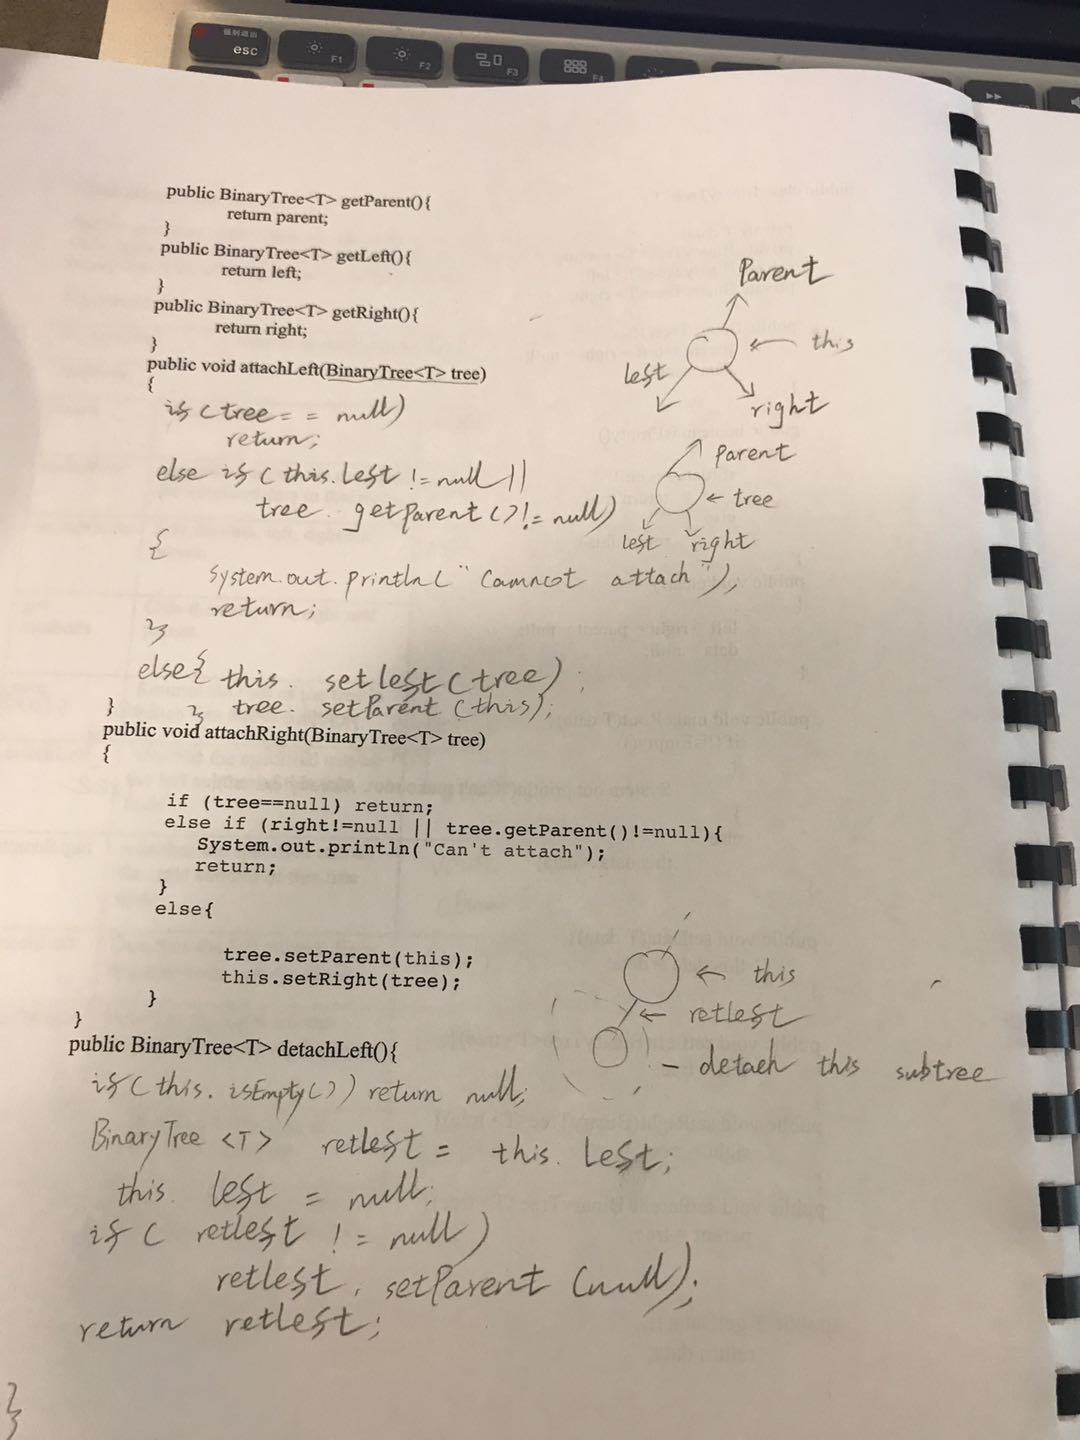 强制退出
esc
F1
F2
F3
F4
public BinaryTree<T> getParent(){
return parent;
}
public BinaryTree<T> getLeft(){
return left;
}
public BinaryTree<T> getRight(){
return right;
}
public void attachLeft(BinaryTree<T> tree)
{
if (tree == null)
return;
else if (this.left != null ||
tree. getParent() != null)
{
System.out.println("Cannot attach");
return;
}
else{ this. setleft(tree);
} tree. setParent (this);
}
Parent
this
left
right
Parent
tree
left right
public void attachRight(BinaryTree<T> tree)
{
if (tree==null) return;
else if (right!=null || tree.getParent()!=null){
System.out.println("Can't attach");
return;
}
else{
tree.setParent(this);
this.setRight(tree);
}
}
this
retleft
- detach this subtree
public BinaryTree<T> detachLeft(){
if (this. isEmpty()) return null;
BinaryTree <T> retleft = this. left;
this. left = null;
if ( retleft != null)
retleft. setParent (null);
return retleft;
}